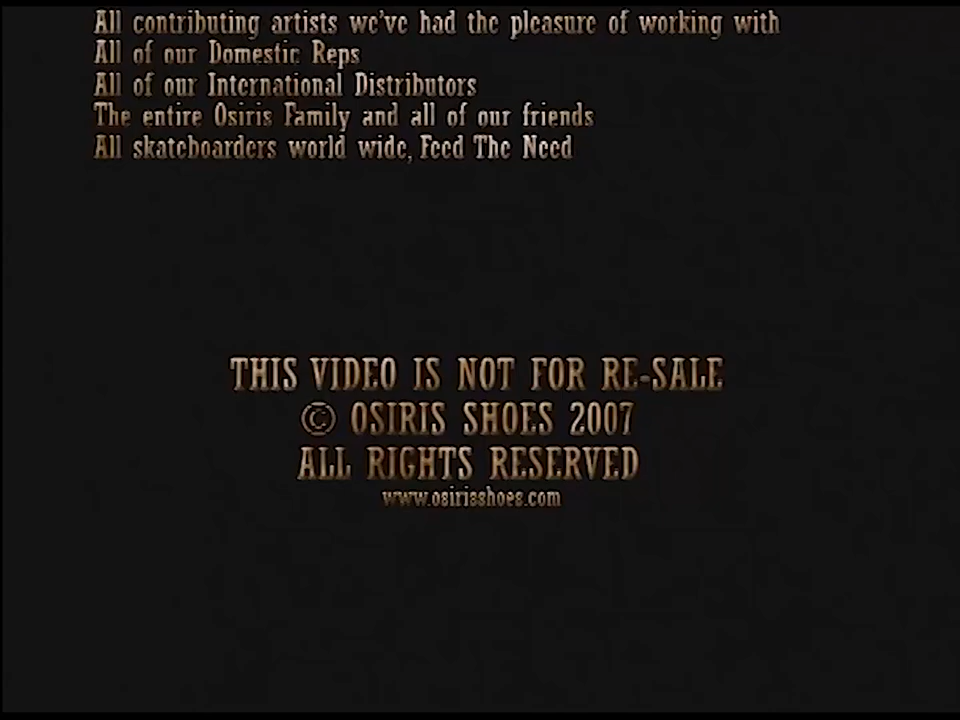 All contributing artists we've had the pleasure of working with
All of our Domestic Reps
All of our International Distributors
The entire Osiris Family and all of our friends
All skateboarders world wide, Feed The Need
THIS VIDEO IS NOT FOR RE-SALE
© OSIRIS SHOES 2007
ALL RIGHTS RESERVED
www.osirisshoes.com